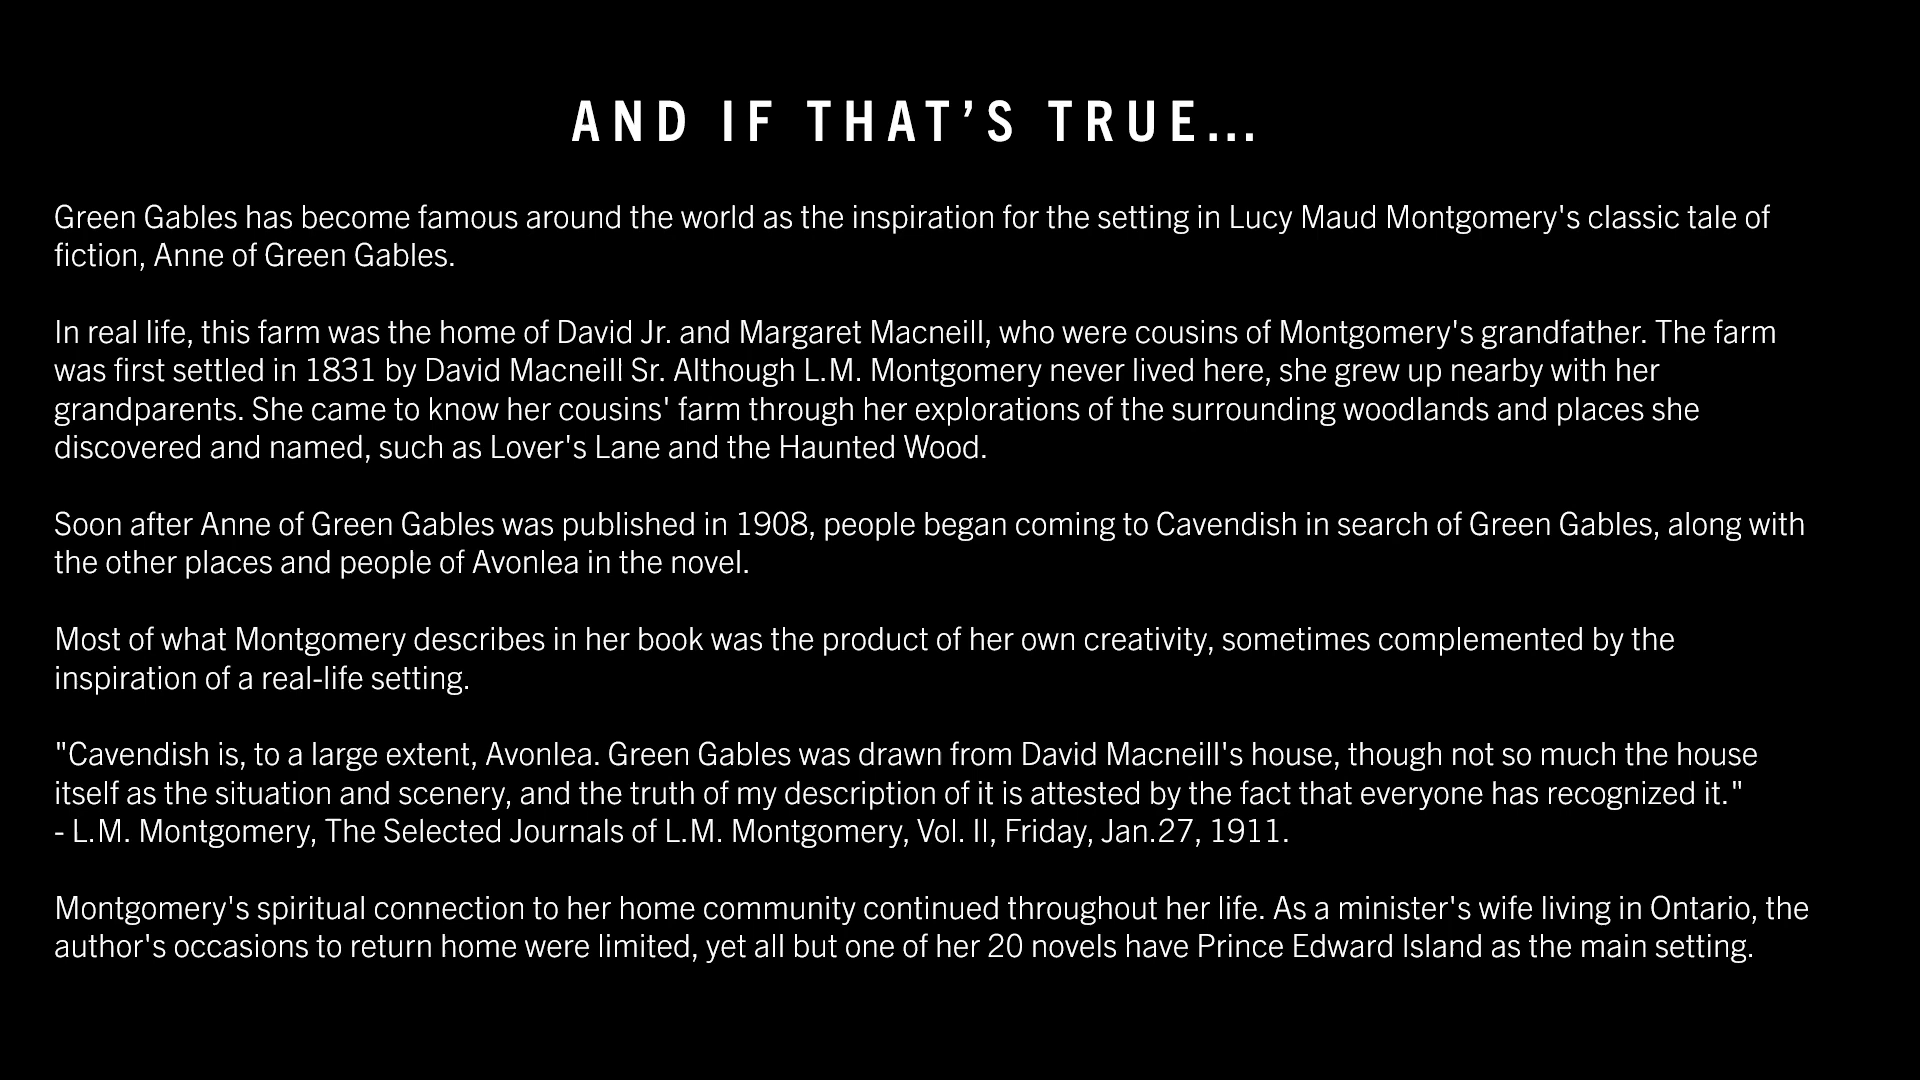 AND IF THAT’S TRUE...
Green Gables has become famous around the world as the inspiration for the setting in Lucy Maud Montgomery's classic tale of
fiction, Anne of Green Gables.
In real life, this farm was the home of David Jr. and Margaret Macneill, who were cousins of Montgomery's grandfather. The farm
was first settled in 1831 by David Macneill Sr. Although L.M. Montgomery never lived here, she grew up nearby with her
grandparents. She came to know her cousins' farm through her explorations of the surrounding woodlands and places she
discovered and named, such as Lover's Lane and the Haunted Wood.
Soon after Anne of Green Gables was published in 1908, people began coming to Cavendish in search of Green Gables, along with
the other places and people of Avonlea in the novel.
Most of what Montgomery describes in her book was the product of her own creativity, sometimes complemented by the
inspiration of a real-life setting.
"Cavendish is, to a large extent, Avonlea. Green Gables was drawn from David Macneill's house, though not so much the house
itself as the situation and scenery, and the truth of my description of it is attested by the fact that everyone has recognized it."
- L.M. Montgomery, The Selected Journals of L.M. Montgomery, Vol. II, Friday, Jan.27, 1911.
Montgomery's spiritual connection to her home community continued throughout her life. As a minister's wife living in Ontario, the
author's occasions to return home were limited, yet all but one of her 20 novels have Prince Edward Island as the main setting.